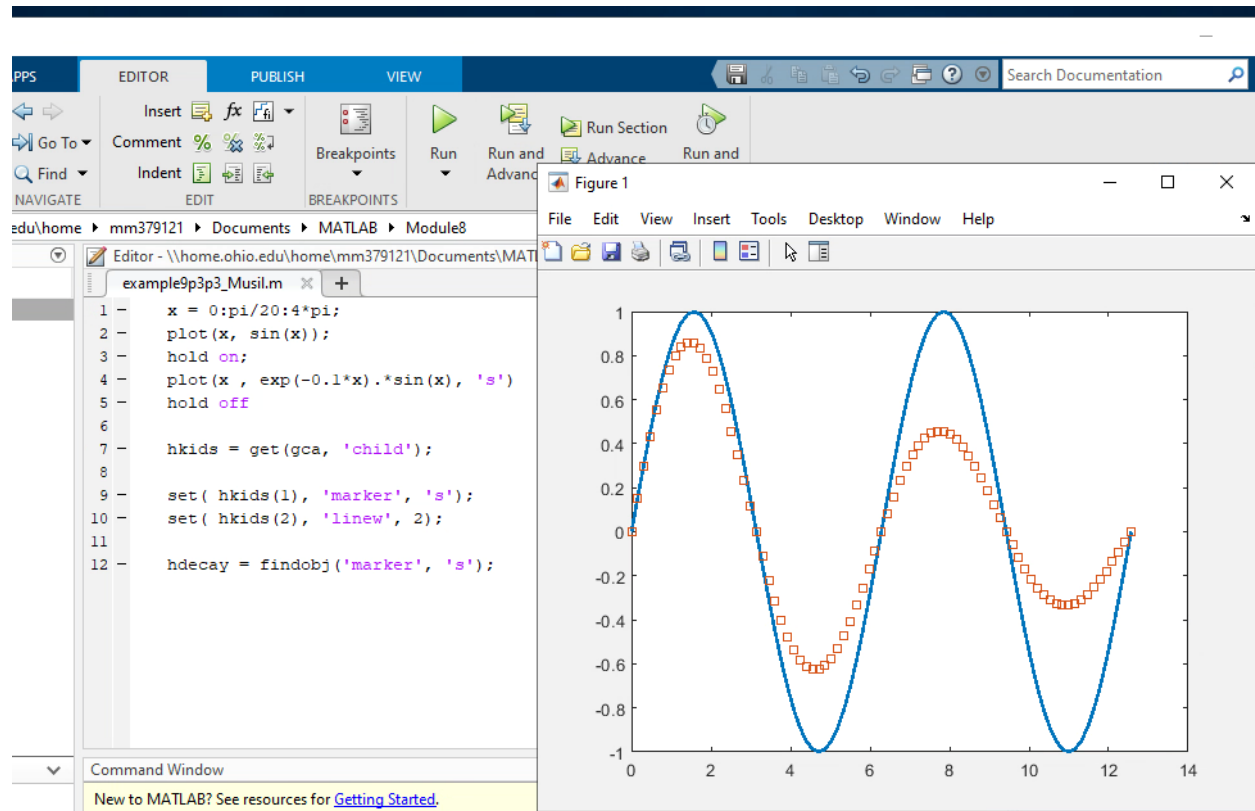 PPS EDITOR PUBLISH VIEW Search Documentation
Insert fx
Go To Comment
Breakpoints Run Run and Run Section Run and
Find Indent Advance
NAVIGATE EDIT BREAKPOINTS
edu\home mm379121 Documents MATLAB Module8
Editor - \\home.ohio.edu\home\mm379121\Documents\MATL
example9p3p3_Musil.m × +
1 - x = 0:pi/20:4*pi;
2 - plot(x, sin(x));
3 - hold on;
4 - plot(x , exp(-0.1*x).*sin(x), 's')
5 - hold off
6
7 - hkids = get(gca, 'child');
8
9 - set( hkids(1), 'marker', 's');
10 - set( hkids(2), 'linew', 2);
11
12 - hdecay = findobj('marker', 's');
Command Window
New to MATLAB? See resources for Getting Started.
Figure 1
File Edit View Insert Tools Desktop Window Help
1
0.8
0.6
0.4
0.2
0
-0.2
-0.4
-0.6
-0.8
-1
0 2 4 6 8 10 12 14